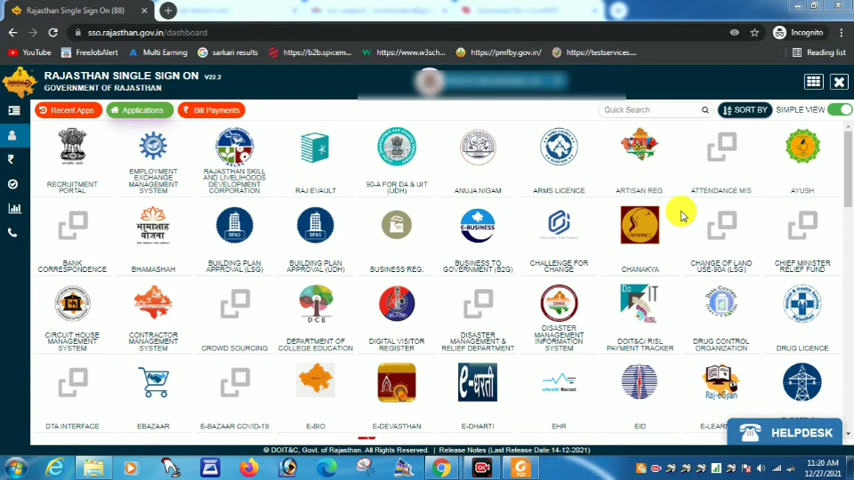 Rajasthan Single Sign On (88)
sso.rajasthan.gov.in/dashboard
Incognito
YouTube
FreeJobAlert
Multi Earning
sarkari results
https://b2b.spicem...
https://www.w3sch...
https://pmfby.gov.in/
https://testservices...
Reading list
RAJASTHAN SINGLE SIGN ON V22.2
GOVERNMENT OF RAJASTHAN
Recent Apps
Applications
Bill Payments
Quick Search
SORT BY
SIMPLE VIEW
RECRUITMENT
PORTAL
EMPLOYMENT
EXCHANGE
MANAGEMENT
SYSTEM
RAJASTHAN SKILL
AND LIVELIHOODS
DEVELOPMENT
CORPORATION
RAJ EVAULT
90-A FOR DA & UIT
(UDH)
ANUJA NIGAM
ARMS LICENCE
ARTISAN REG.
ATTENDANCE MIS
AYUSH
BANK
CORRESPONDENCE
भामाशाह
योजना
BHAMASHAH
BPAS
BUILDING PLAN
APPROVAL (LSG)
BPAS
BUILDING PLAN
APPROVAL (UDH)
BUSINESS REG.
E-BUSINESS
BUSINESS TO
GOVERNMENT (B2G)
CHALLENGE FOR
CHANGE
CHANAKYA
CHANGE OF LAND
USE-90A (LSG)
CHIEF MINISTER
RELIEF FUND
CIRCUIT HOUSE
MANAGEMENT
SYSTEM
CONTRACTOR
MANAGEMENT
SYSTEM
CROWD SOURCING
DCE
DEPARTMENT OF
COLLEGE EDUCATION
DIGITAL VISITOR
REGISTER
DISASTER
MANAGEMENT &
RELIEF DEPARTMENT
DISASTER
MANAGEMENT
INFORMATION
SYSTEM
DoIT
RISL
DOIT&C/ RISL
PAYMENT TRACKER
DRUG CONTROL
ORGANIZATION
DRUG LICENCE
DTA INTERFACE
EBAZAAR
E-BAZAAR COVID-19
E-BIO
E-DEVASTHAN
e-धरती
E-DHARTI
EHR
EID
Raj-eGyan
E-LEAR
HELPDESK
© DOIT&C, Govt. of Rajasthan. All Rights Reserved. | Release Notes (Last Release Date :14-12-2021)
11:20 AM
12/27/2021